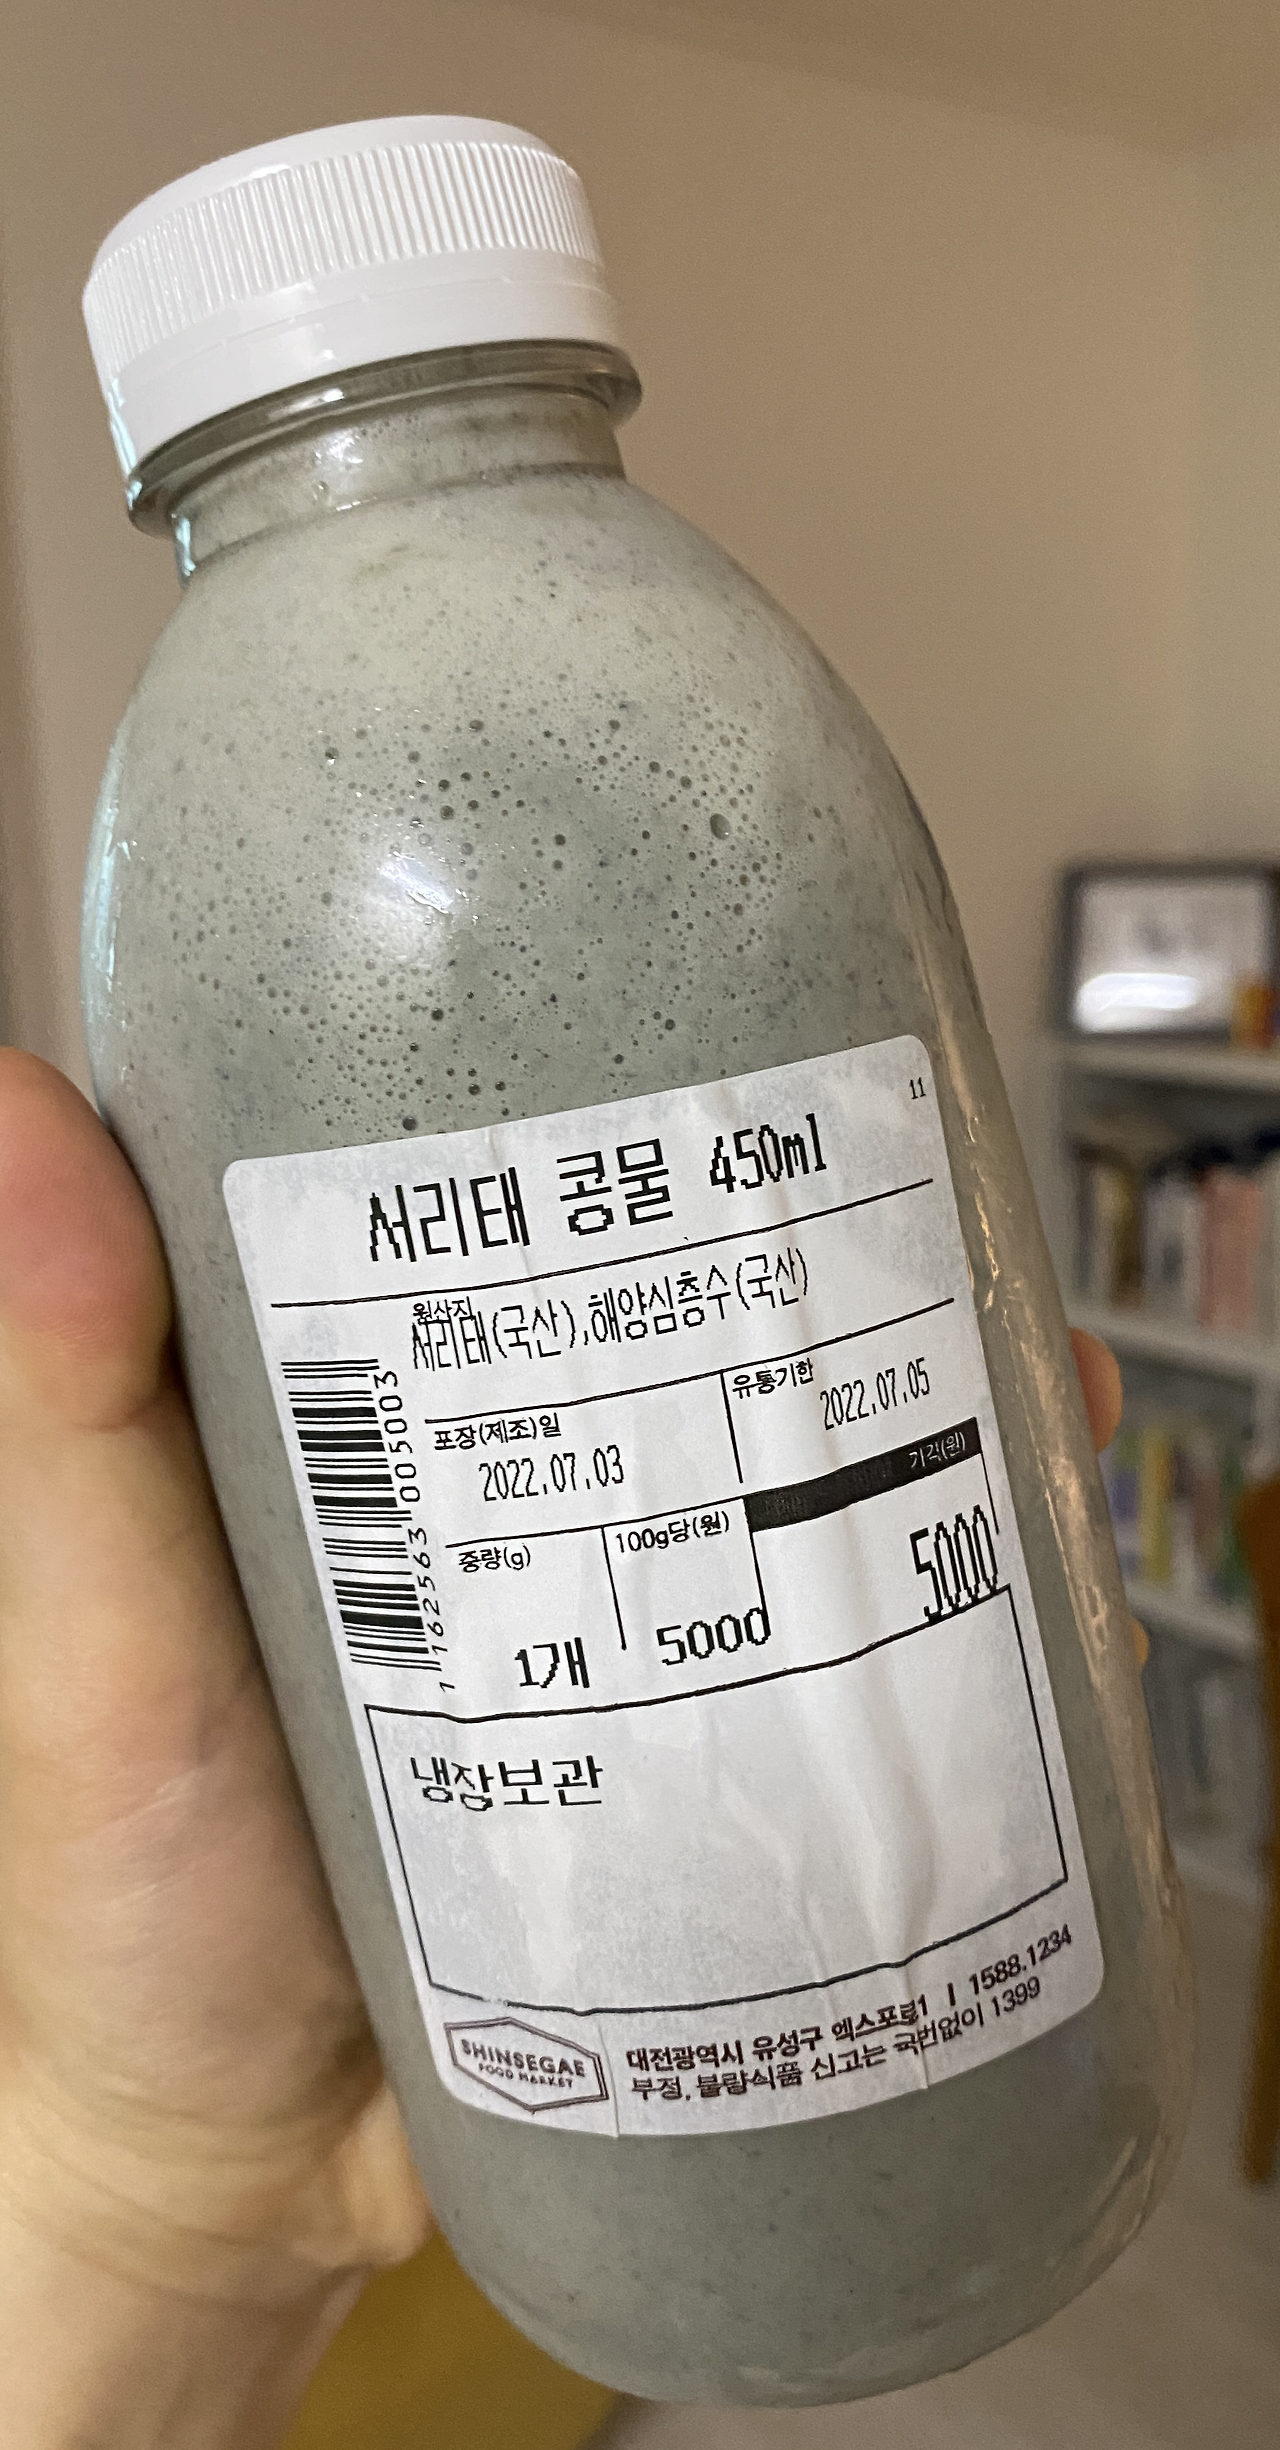 11
서리태 콩물 450ml
원산지
서리태(국산),해양심층수(국산)
포장(제조)일
2022.07.03
유통기한
2022.07.05
중량(g)
1개
100g당(원)
5000
가격(원)
5000
1162563 005003
냉장보관
SHINSEGAE
FOOD MARKET
대전광역시 유성구 엑스포로1 | 1588.1234
부정, 불량식품 신고는 국번없이 1399